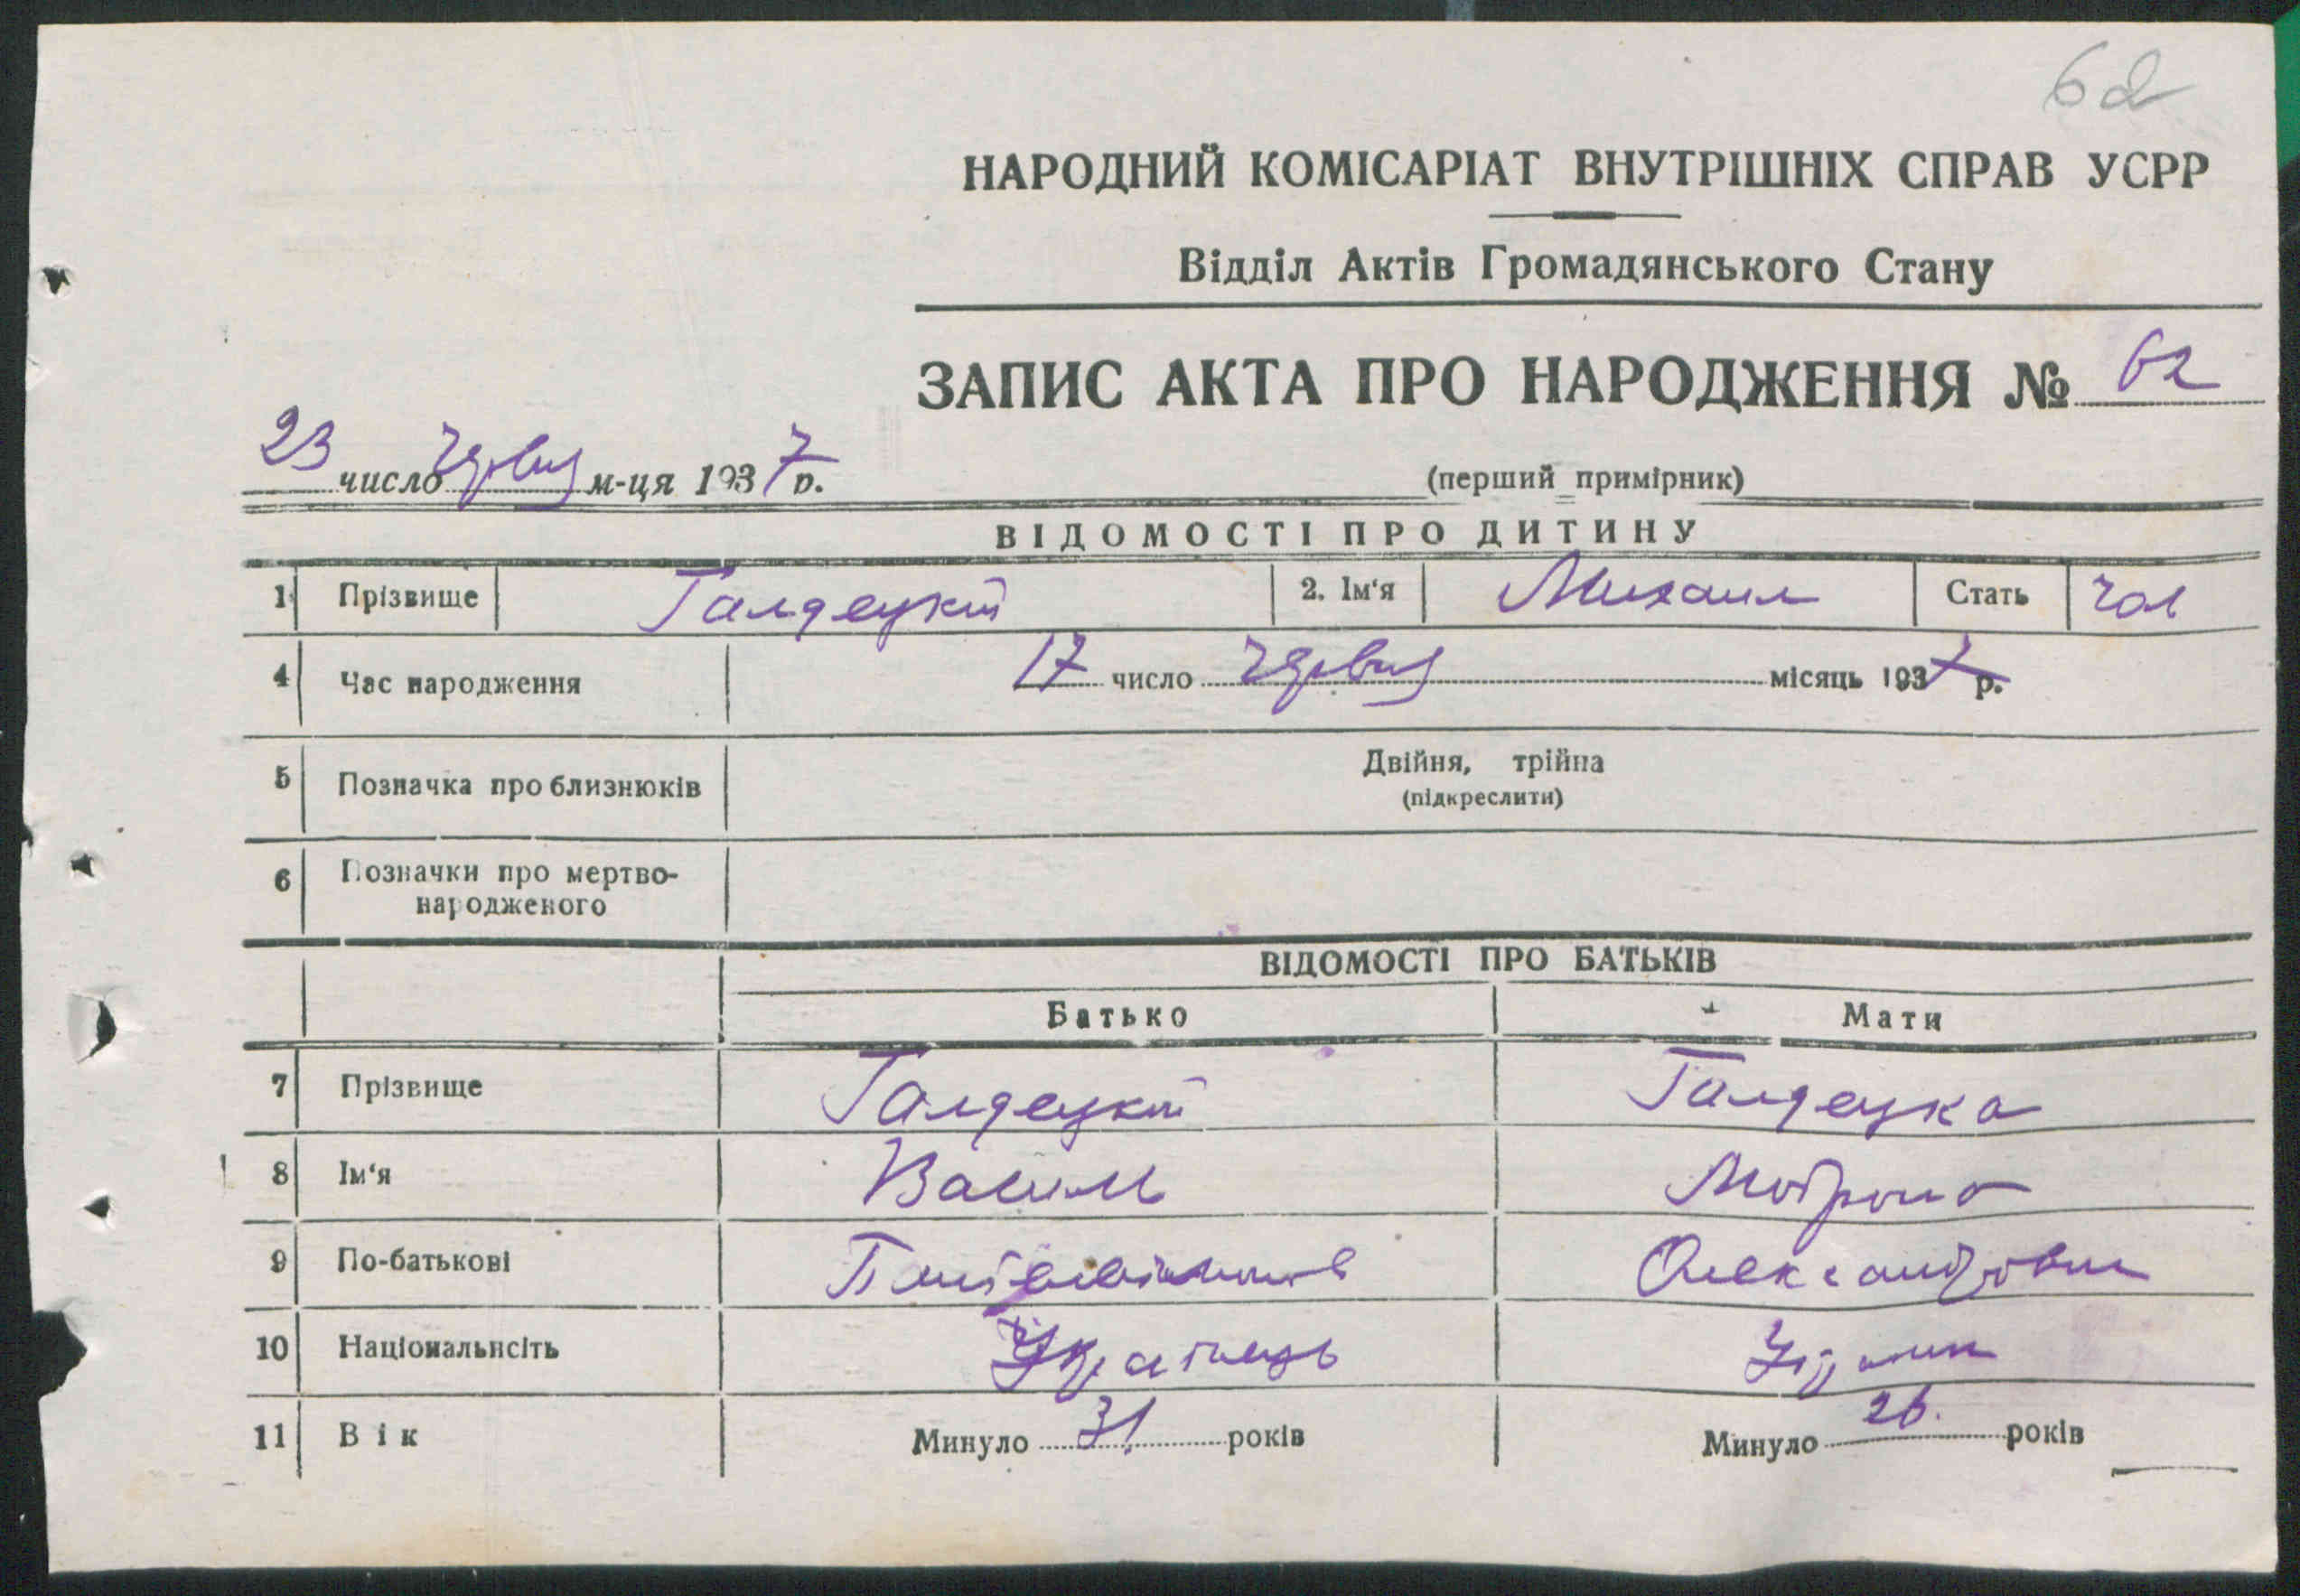 62
НАРОДНИЙ КОМІСАРІАТ ВНУТРІШНІХ СПРАВ УСРР
Відділ Актів Громадянського Стану
ЗАПИС АКТА ПРО НАРОДЖЕННЯ № 62
23 число червня м-ця 1937 р.
(перший примірник)
ВІДОМОСТІ ПРО ДИТИНУ
1 Прізвище Галдецкий 2. Ім'я Михаил Стать чол
4 Час народження 17 число червня місяць 1937 р.
5 Позначка про близнюків Двійня, трійна
(підкреслити)
6 Позначки про мертво-
народженого
ВІДОМОСТІ ПРО БАТЬКІВ
Батько Мати
7 Прізвище Галдецкий Галдецка
8 Ім'я Василь Мотрона
9 По-батькові Олександровна
10 Національнсіть Українець
11 Вік Минуло 31 років Минуло 26. років